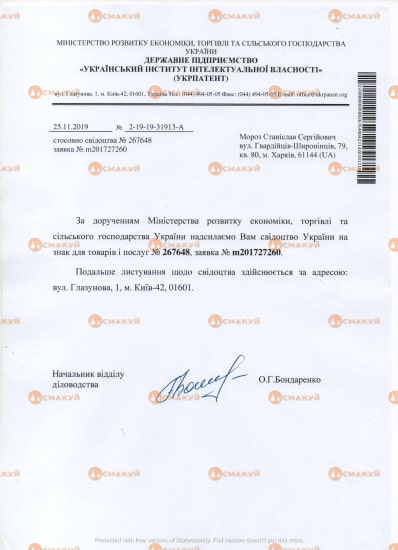 МІНІСТЕРСТВО РОЗВИТКУ ЕКОНОМІКИ, ТОРГІВЛІ ТА СІЛЬСЬКОГО ГОСПОДАРСТВА
УКРАЇНИ
ДЕРЖАВНЕ ПІДПРИЄМСТВО
«УКРАЇНСЬКИЙ ІНСТИТУТ ІНТЕЛЕКТУАЛЬНОЇ ВЛАСНОСТІ»
(УКРПАТЕНТ)
вул. Глазунова, 1, м. Київ-42, 01601, Україна Тел.: (044) 494-05-05 Факс: (044) 494-05-05 E-mail: office@ukrpatent.org
25.11.2019 № 2-19-19-31913-А
стосовно свідоцтва № 267648
заявка № m201727260
Мороз Станіслав Сергійович
вул. Гвардійців-Широнінців, 79,
кв. 80, м. Харків, 61144 (UA)
За дорученням Міністерства розвитку економіки, торгівлі та
сільського господарства України надсилаємо Вам свідоцтво України на
знак для товарів і послуг № 267648, заявка № m201727260.
Подальше листування щодо свідоцтва здійснюється за адресою:
вул. Глазунова, 1, м. Київ-42, 01601.
Начальник відділу
діловодства
О.Г.Бондаренко
СМАКУЙ
Protected with free version of Watermarkly. Full version doesn't put this mark.